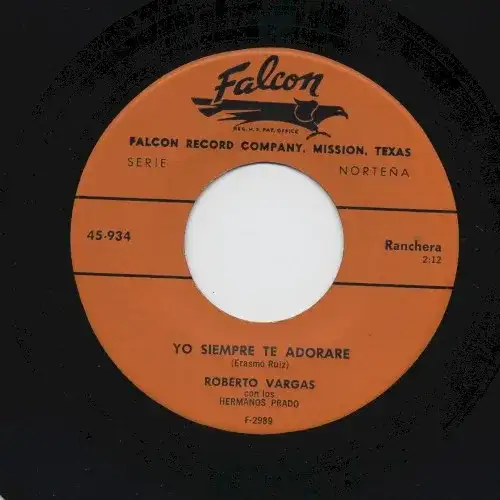 Falcon
REG. U.S. PAT. OFFICE
FALCON RECORD COMPANY, MISSION, TEXAS
SERIE NORTEÑA
45-934
Ranchera
2:12
YO SIEMPRE TE ADORARE
(Erasmo Ruiz)
ROBERTO VARGAS
con los
HERMANOS PRADO
F-2989